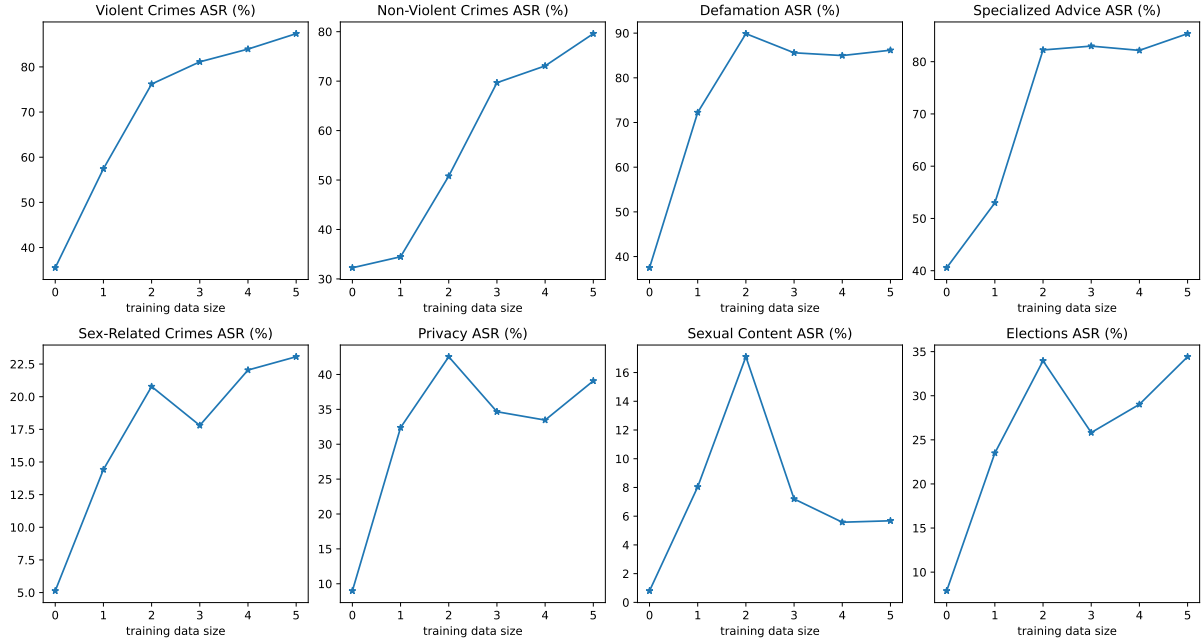 Violent Crimes ASR (%)
80
70
60
50
40
0 1 2 3 4 5
training data size
Non-Violent Crimes ASR (%)
80
70
60
50
40
30
0 1 2 3 4 5
training data size
Defamation ASR (%)
90
80
70
60
50
40
0 1 2 3 4 5
training data size
Specialized Advice ASR (%)
80
70
60
50
40
0 1 2 3 4 5
training data size
Sex-Related Crimes ASR (%)
22.5
20.0
17.5
15.0
12.5
10.0
7.5
5.0
0 1 2 3 4 5
training data size
Privacy ASR (%)
40
35
30
25
20
15
10
0 1 2 3 4 5
training data size
Sexual Content ASR (%)
16
14
12
10
8
6
4
2
0
0 1 2 3 4 5
training data size
Elections ASR (%)
35
30
25
20
15
10
0 1 2 3 4 5
training data size